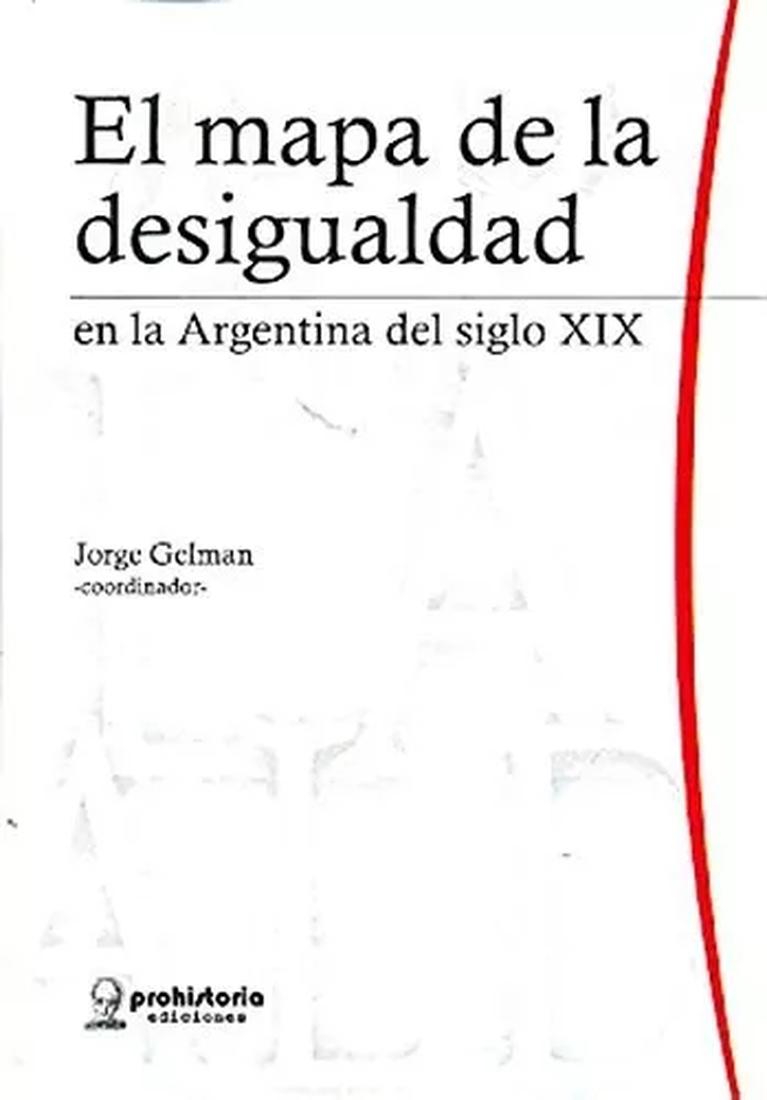 El mapa de la
desigualdad
en la Argentina del siglo XIX
Jorge Gelman
-coordinador-
prohistoria
ediciones